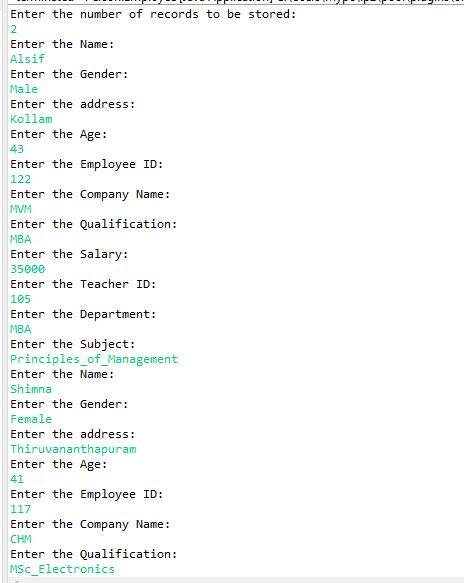 Enter the number of records to be stored:
2
Enter the Name:
Alsif
Enter the Gender:
Male
Enter the address:
Kollam
Enter the Age:
43
Enter the Employee ID:
122
Enter the Company Name:
MVM
Enter the Qualification:
MBA
Enter the Salary:
35000
Enter the Teacher ID:
105
Enter the Department:
MBA
Enter the Subject:
Principles_of_Management
Enter the Name:
Shimna
Enter the Gender:
Female
Enter the address:
Thiruvananthapuram
Enter the Age:
41
Enter the Employee ID:
117
Enter the Company Name:
CHM
Enter the Qualification:
MSc_Electronics